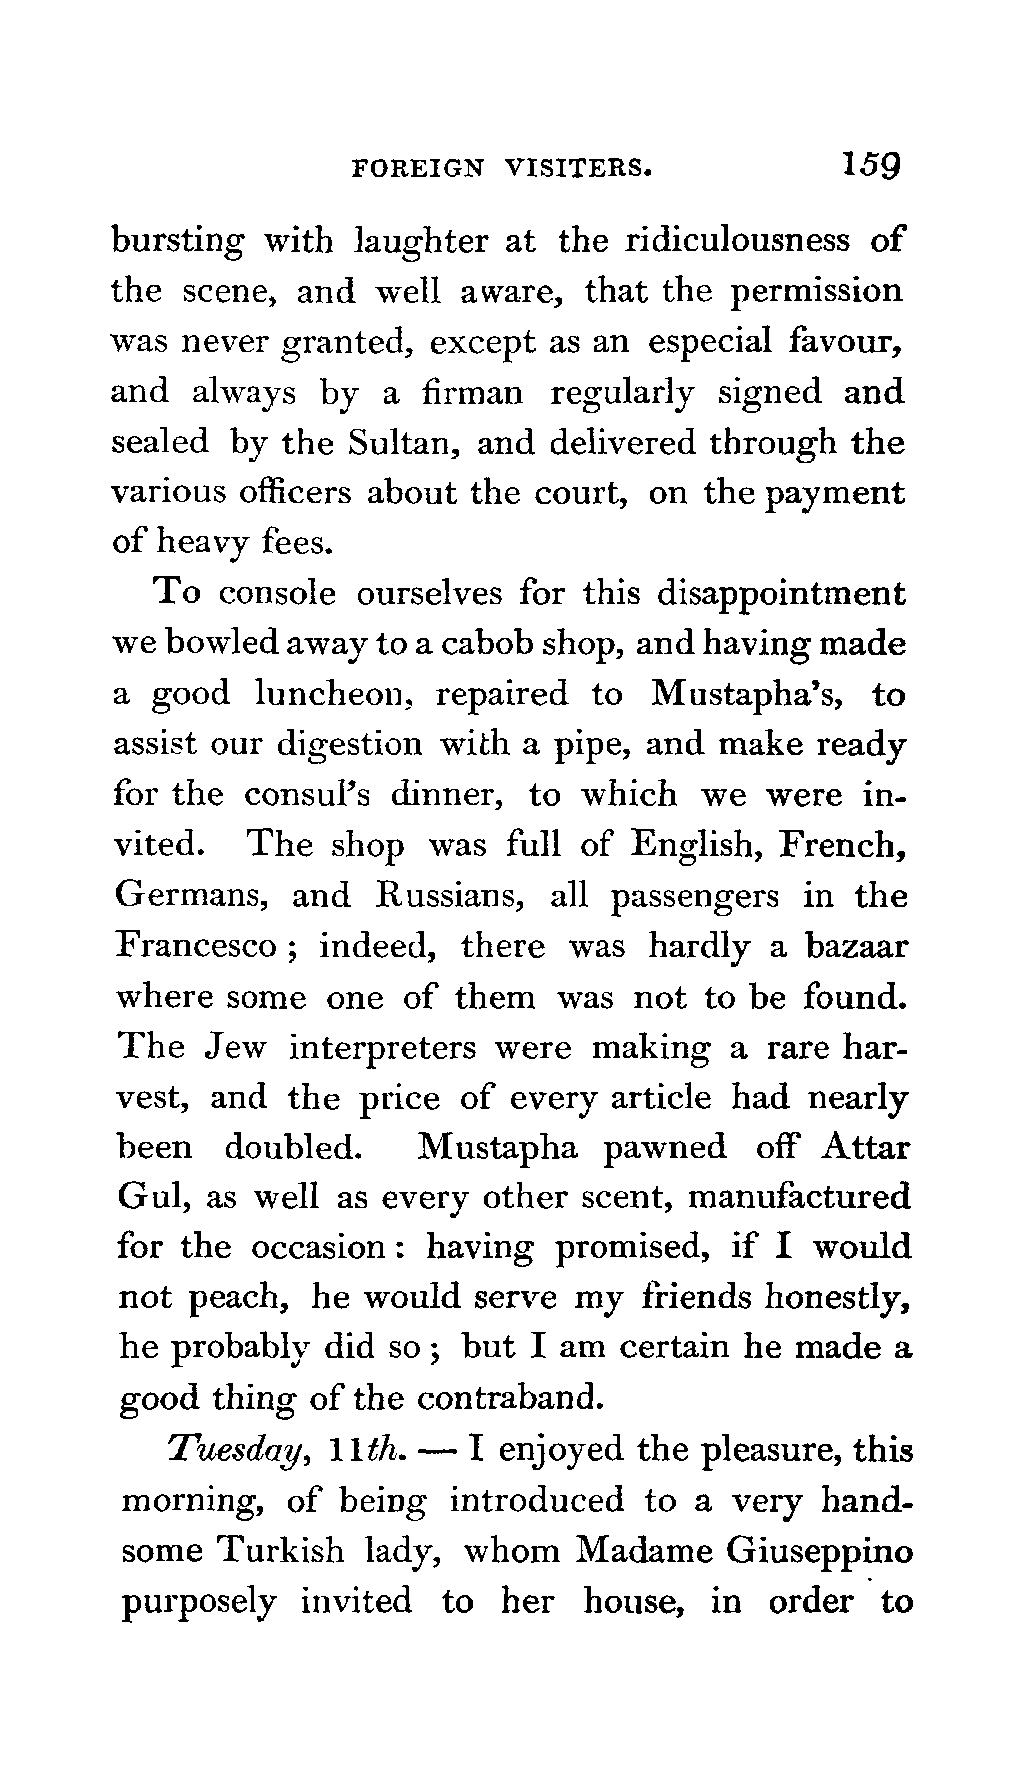 FOREIGN VISITERS. 159
bursting with laughter at the ridiculousness of
the scene, and well aware, that the permission
was never granted, except as an especial favour,
and always by a firman regularly signed and
sealed by the Sultan, and delivered through the
various officers about the court, on the payment
of heavy fees.
To console ourselves for this disappointment
we bowled away to a cabob shop, and having made
a good luncheon, repaired to Mustapha's, to
assist our digestion with a pipe, and make ready
for the consul's dinner, to which we were in-
vited. The shop was full of English, French,
Germans, and Russians, all passengers in the
Francesco ; indeed, there was hardly a bazaar
where some one of them was not to be found.
The Jew interpreters were making a rare har-
vest, and the price of every article had nearly
been doubled. Mustapha pawned off Attar
Gul, as well as every other scent, manufactured
for the occasion : having promised, if I would
not peach, he would serve my friends honestly,
he probably did so ; but I am certain he made a
good thing of the contraband.
Tuesday, 11th. — I enjoyed the pleasure, this
morning, of being introduced to a very hand-
some Turkish lady, whom Madame Giuseppino
purposely invited to her house, in order to